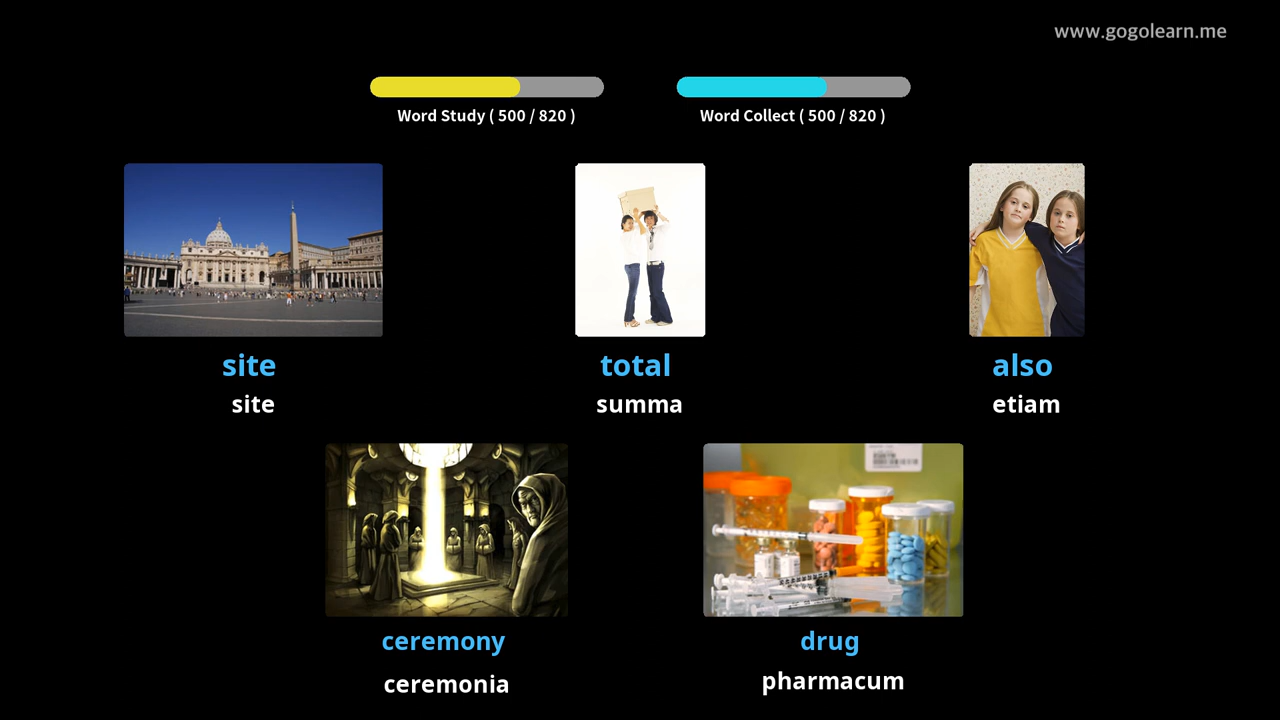 www.gogolearn.me
Word Study ( 500 / 820 )
Word Collect ( 500 / 820 )
site
site
total
summa
also
etiam
ceremony
ceremonia
drug
pharmacum